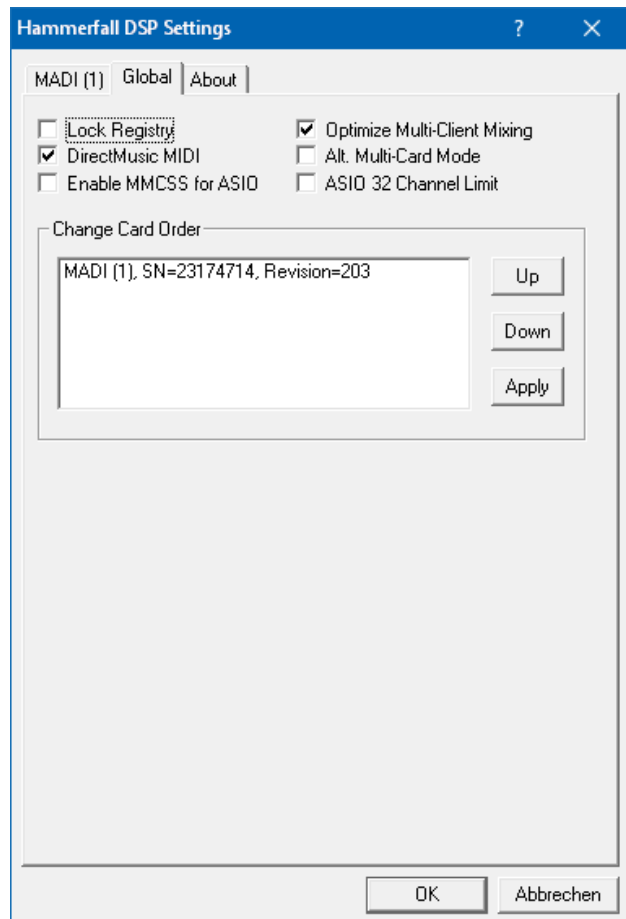 Hammerfall DSP Settings ?
MADI (1) Global About
Lock Registry Optimize Multi-Client Mixing
DirectMusic MIDI Alt. Multi-Card Mode
Enable MMCSS for ASIO ASIO 32 Channel Limit
Change Card Order
MADI (1), SN=23174714, Revision=203 Up
Down
Apply
OK Abbrechen